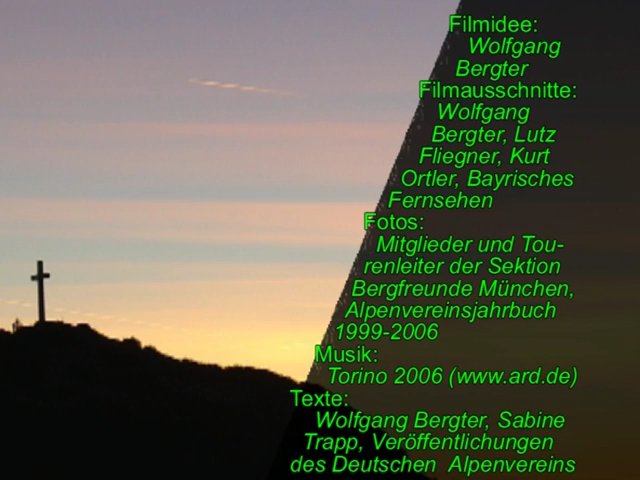 Filmidee:
Wolfgang
Bergter
Filmausschnitte:
Wolfgang
Bergter, Lutz
Fliegner, Kurt
Ortler, Bayrisches
Fernsehen
Fotos:
Mitglieder und Tou-
renleiter der Sektion
Bergfreunde München,
Alpenvereinsjahrbuch
1999-2006
Musik:
Torino 2006 (www.ard.de)
Texte:
Wolfgang Bergter, Sabine
Trapp, Veröffentlichungen
des Deutschen Alpenvereins